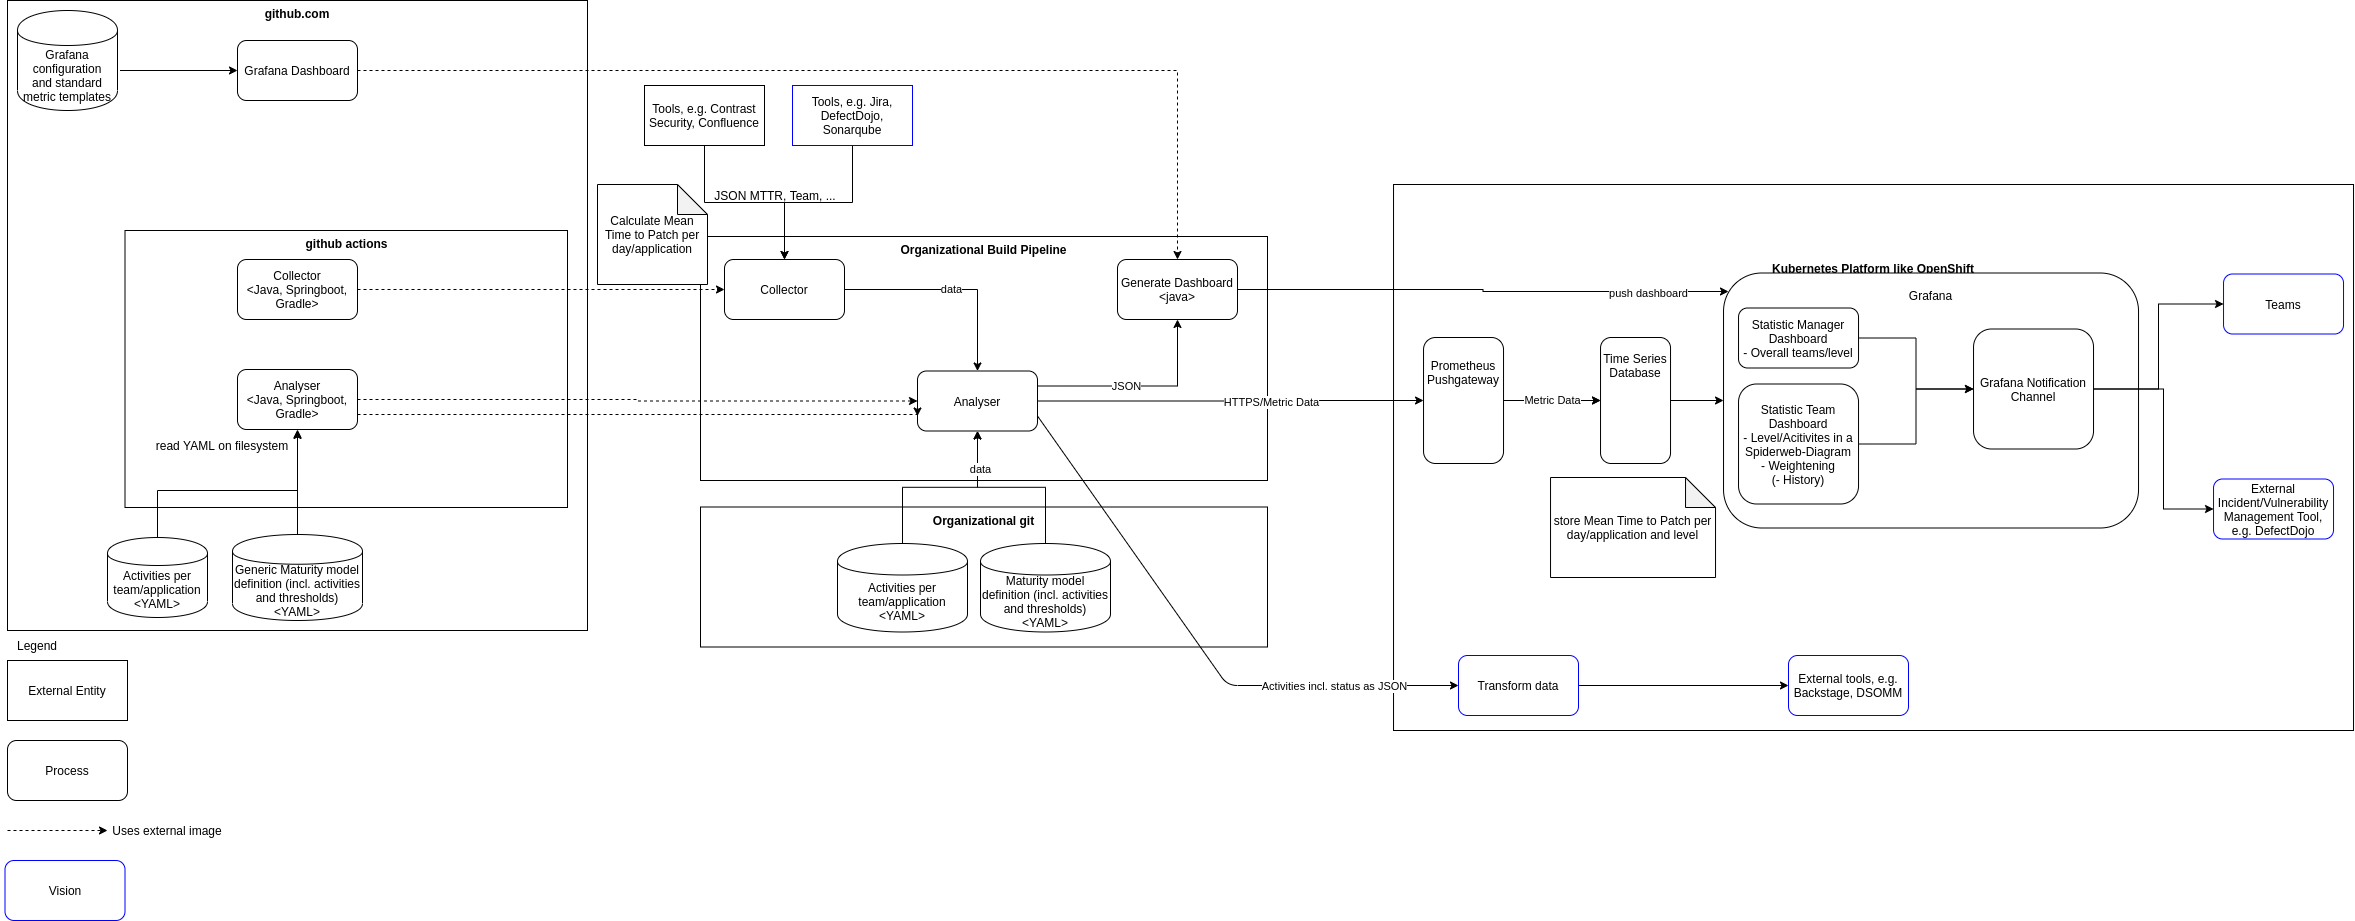 github.com
Grafana
configuration
and standard
metric templates
Grafana Dashboard
Tools, e.g. Contrast
Security, Confluence
Tools, e.g. Jira,
DefectDojo,
Sonarqube
JSON MTTR, Team, ...
Calculate Mean
Time to Patch per
day/application
github actions
Collector
<Java, Springboot,
Gradle>
Analyser
<Java, Springboot,
Gradle>
read YAML on filesystem
Activities per
team/application
<YAML>
Generic Maturity model
definition (incl. activities
and thresholds)
<YAML>
Organizational Build Pipeline
Collector
data
Generate Dashboard
<java>
Analyser
JSON
HTTPS/Metric Data
data
Organizational git
Activities per
team/application
<YAML>
Maturity model
definition (incl. activities
and thresholds)
<YAML>
Activities incl. status as JSON
push dashboard
Kubernetes Platform like OpenShift
Grafana
Prometheus
Pushgateway
Metric Data
Time Series
Database
Statistic Manager
Dashboard
- Overall teams/level
Statistic Team
Dashboard
- Level/Acitivites in a
Spiderweb-Diagram
- Weightening
(- History)
Grafana Notification
Channel
Teams
External
Incident/Vulnerability
Management Tool,
e.g. DefectDojo
store Mean Time to Patch per
day/application and level
Transform data
External tools, e.g.
Backstage, DSOMM
Legend
External Entity
Process
Uses external image
Vision